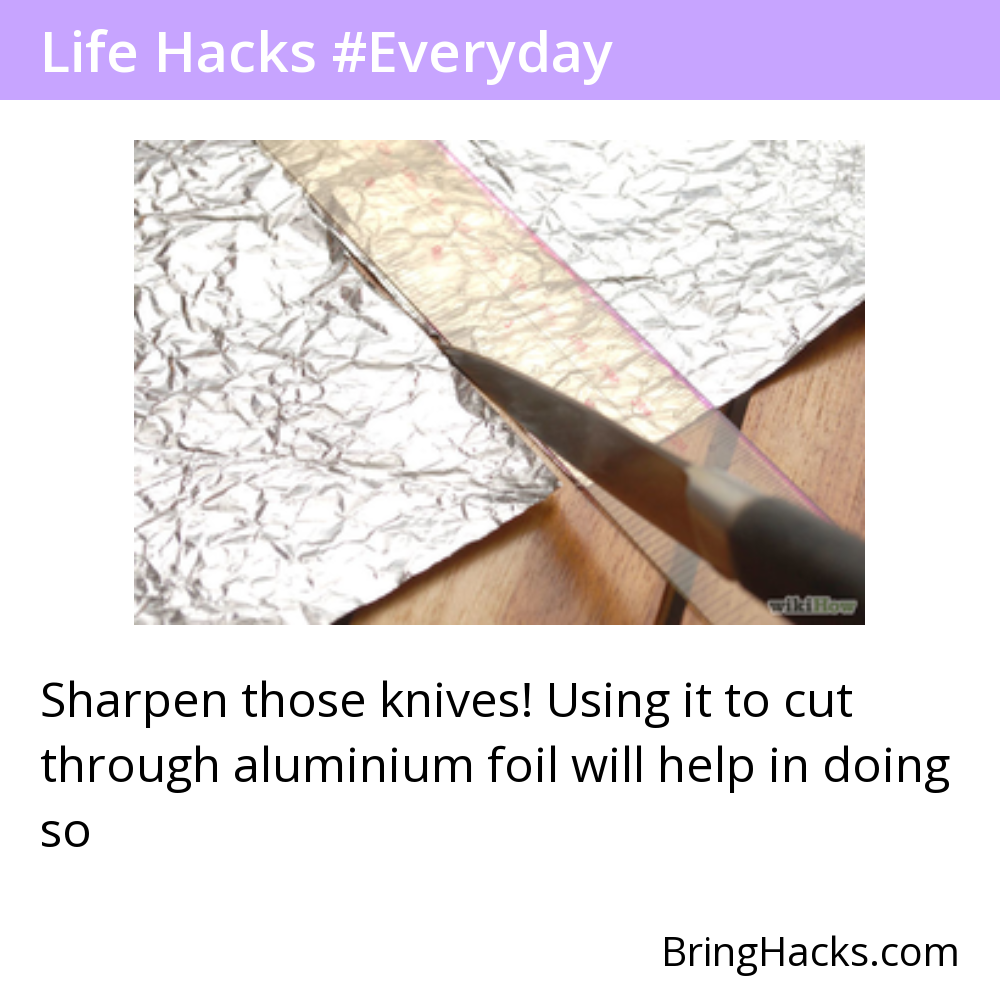 Life Hacks #Everyday
wikiHow
Sharpen those knives! Using it to cut
through aluminium foil will help in doing
so
BringHacks.com